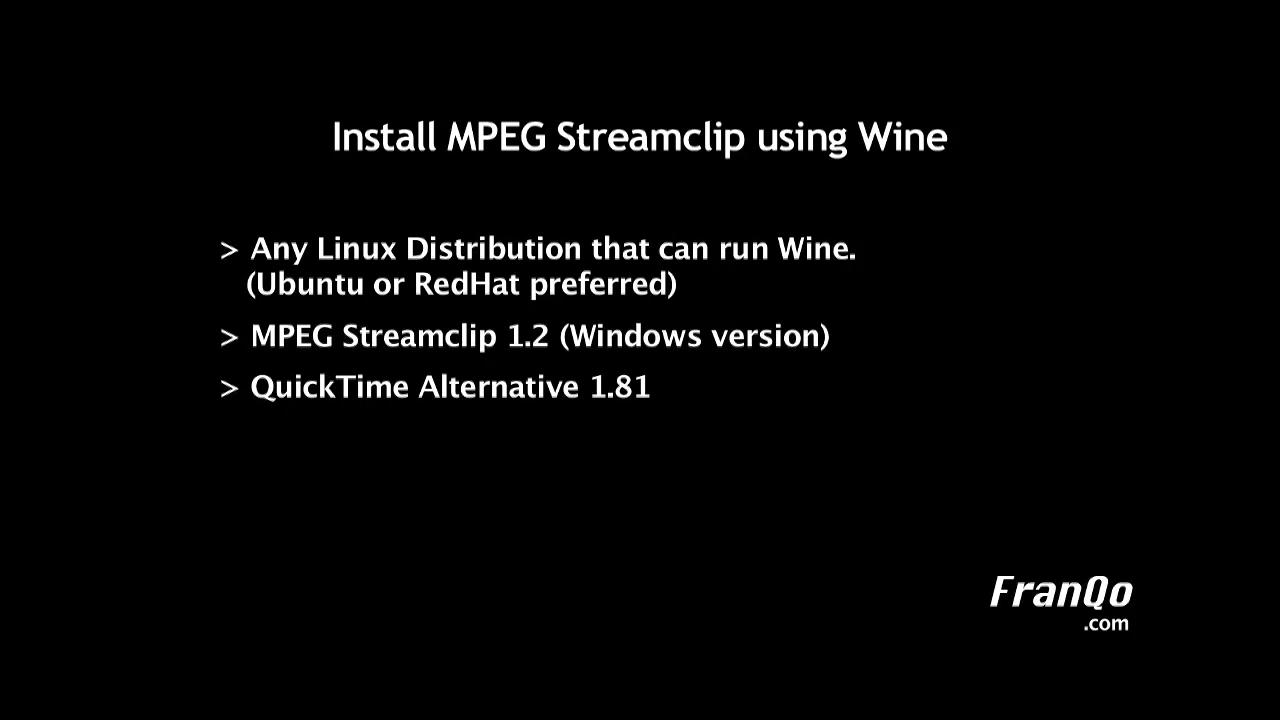 Install MPEG Streamclip using Wine
> Any Linux Distribution that can run Wine.
(Ubuntu or RedHat preferred)
> MPEG Streamclip 1.2 (Windows version)
> QuickTime Alternative 1.81
FranQo
.com